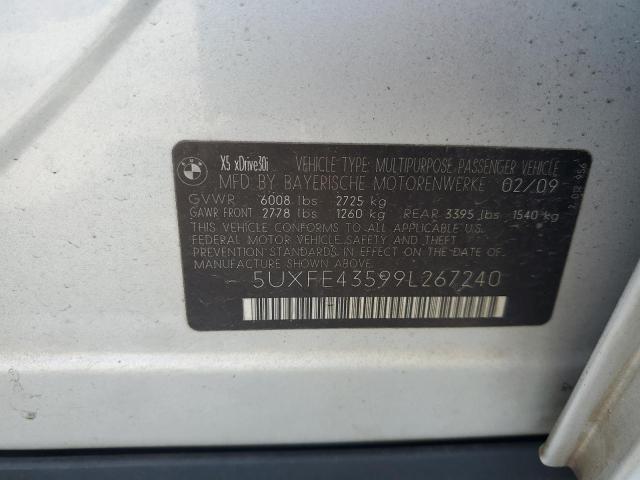 BMW
X5 xDrive30i VEHICLE TYPE: MULTIPURPOSE PASSENGER VEHICLE
MFD BY BAYERISCHE MOTORENWERKE 02/09
GVWR 6008 lbs 2725 kg
GAWR FRONT 2778 lbs 1260 kg REAR 3395 lbs 1540 kg
THIS VEHICLE CONFORMS TO ALL APPLICABLE U.S.
FEDERAL MOTOR VEHICLE SAFETY,BUMPER,AND THEFT
PREVENTION STANDARDS IN EFFECT ON THE DATE OF
MANUFACTURE SHOWN ABOVE.
5UXFE43599L267240